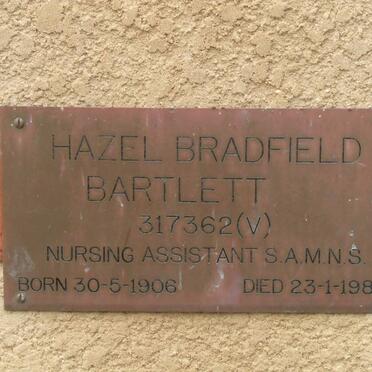 HAZEL BRADFIELD
BARTLETT
317362(V)
NURSING ASSISTANT S.A.M.N.S.
BORN 30-5-1906 DIED 23-1-198